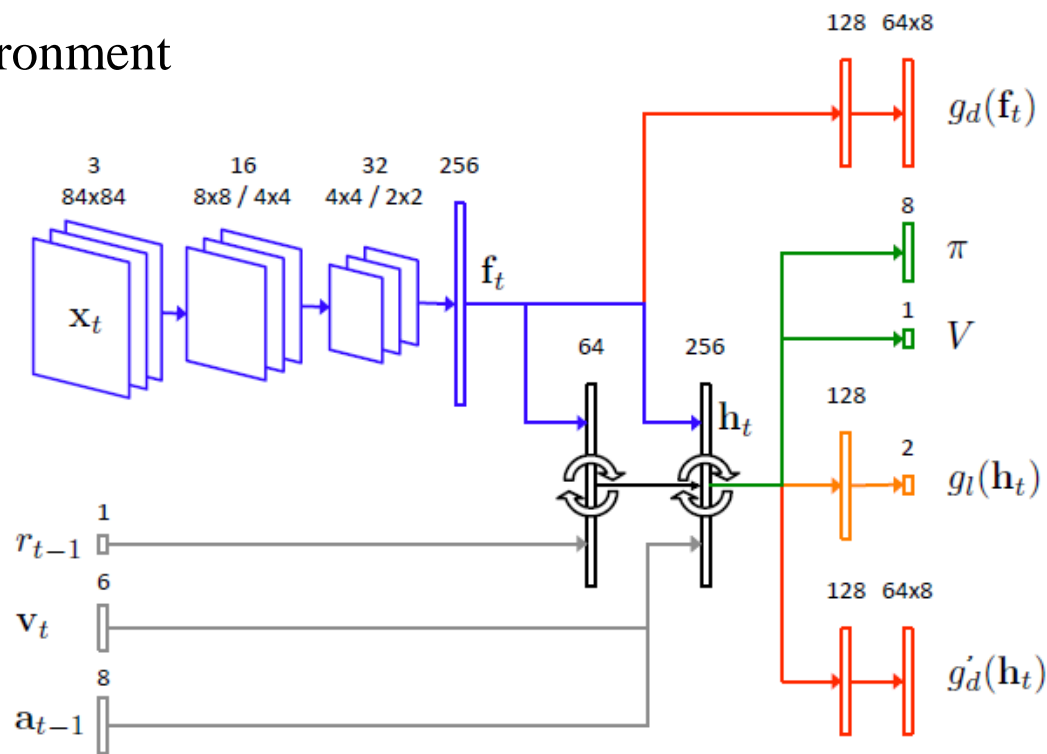 ronment
128 64x8
g_d(f_t)
3 16 32 256
84x84 8x8 / 4x4 4x4 / 2x2
8
π
f_t
x_t
1
V
64 256
128
h_t
2
g_l(h_t)
1
r_{t−1}
6
128 64x8
v_t
8
g'_d(h_t)
a_{t−1}